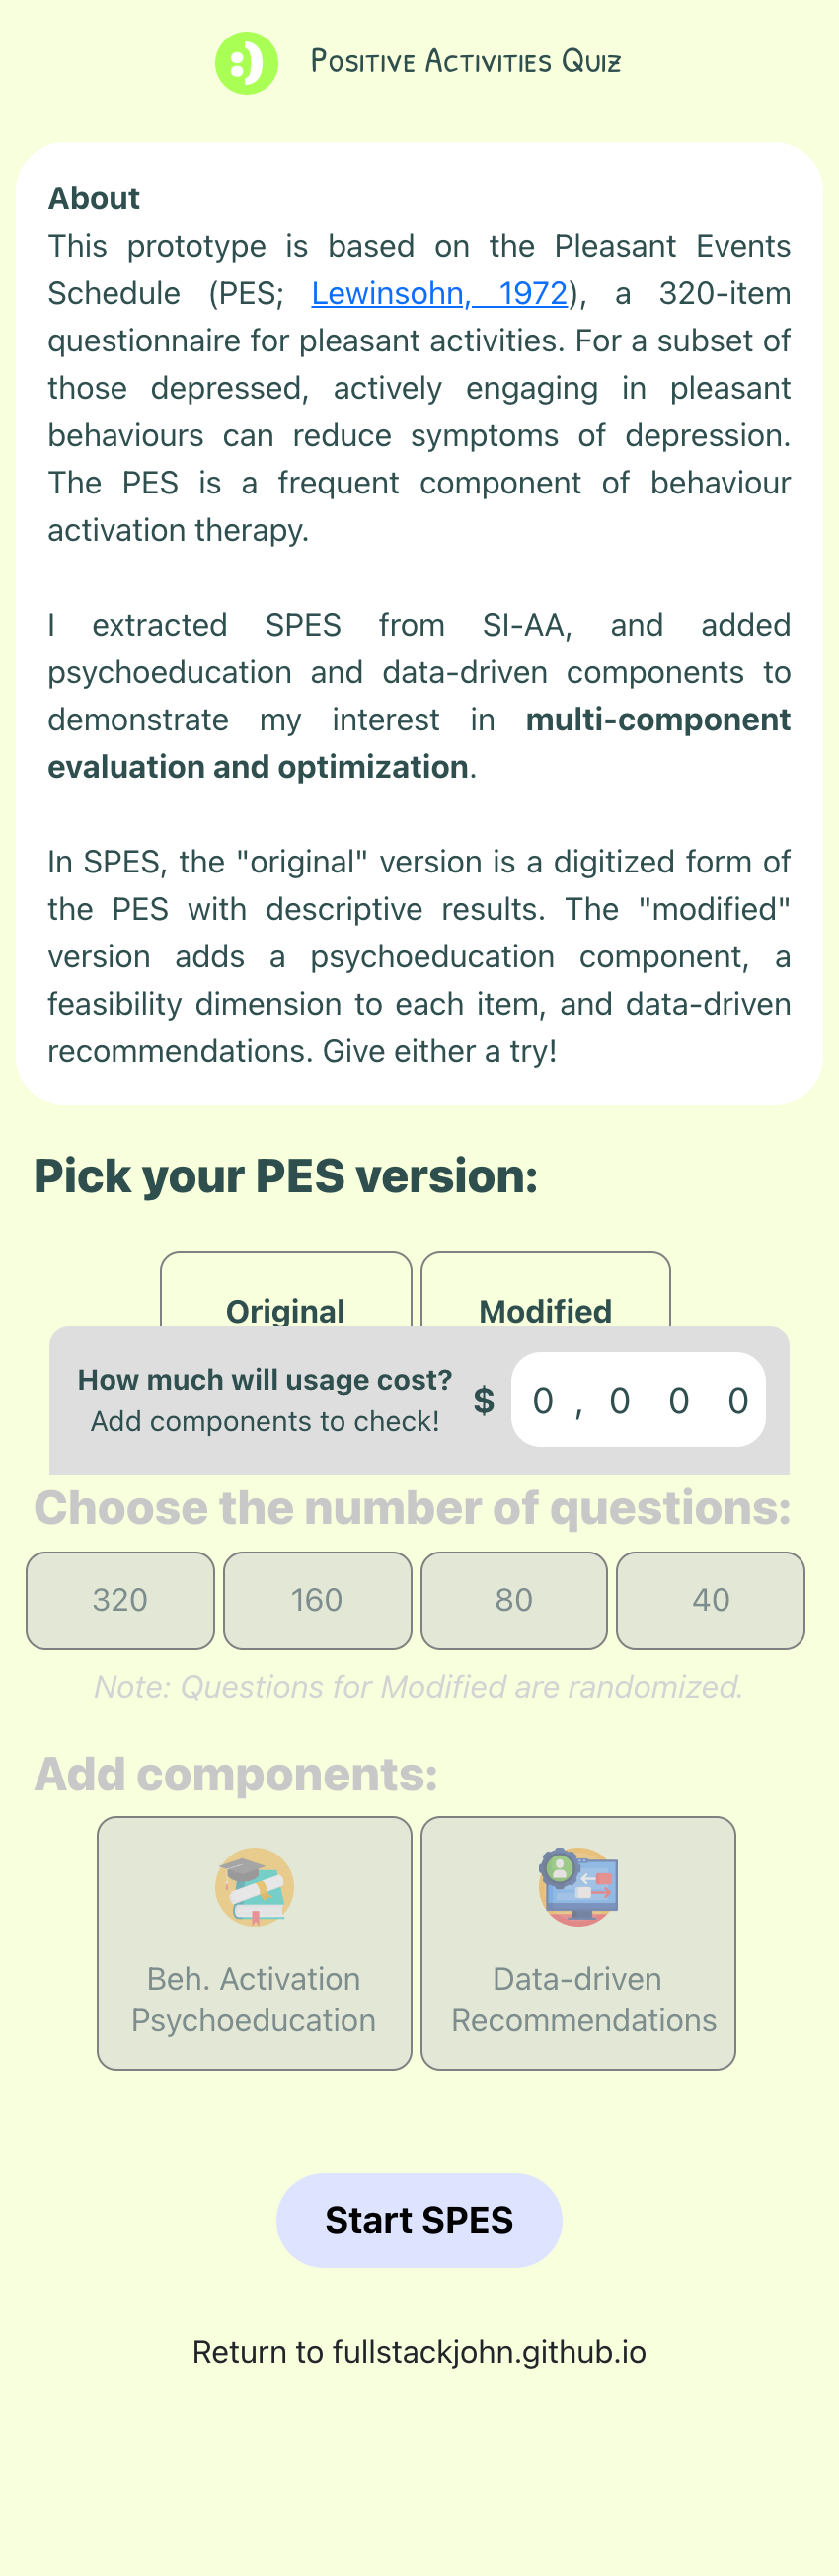 Positive Activities Quiz
About
This prototype is based on the Pleasant Events
Schedule (PES; Lewinsohn, 1972), a 320-item
questionnaire for pleasant activities. For a subset of
those depressed, actively engaging in pleasant
behaviours can reduce symptoms of depression.
The PES is a frequent component of behaviour
activation therapy.
I extracted SPES from SI-AA, and added
psychoeducation and data-driven components to
demonstrate my interest in multi-component
evaluation and optimization.
In SPES, the "original" version is a digitized form of
the PES with descriptive results. The "modified"
version adds a psychoeducation component, a
feasibility dimension to each item, and data-driven
recommendations. Give either a try!
Pick your PES version:
Original Modified
How much will usage cost?
Add components to check!
$ 0 , 0 0 0
Choose the number of questions:
320 160 80 40
Note: Questions for Modified are randomized.
Add components:
Beh. Activation
Psychoeducation
Data-driven
Recommendations
Start SPES
Return to fullstackjohn.github.io